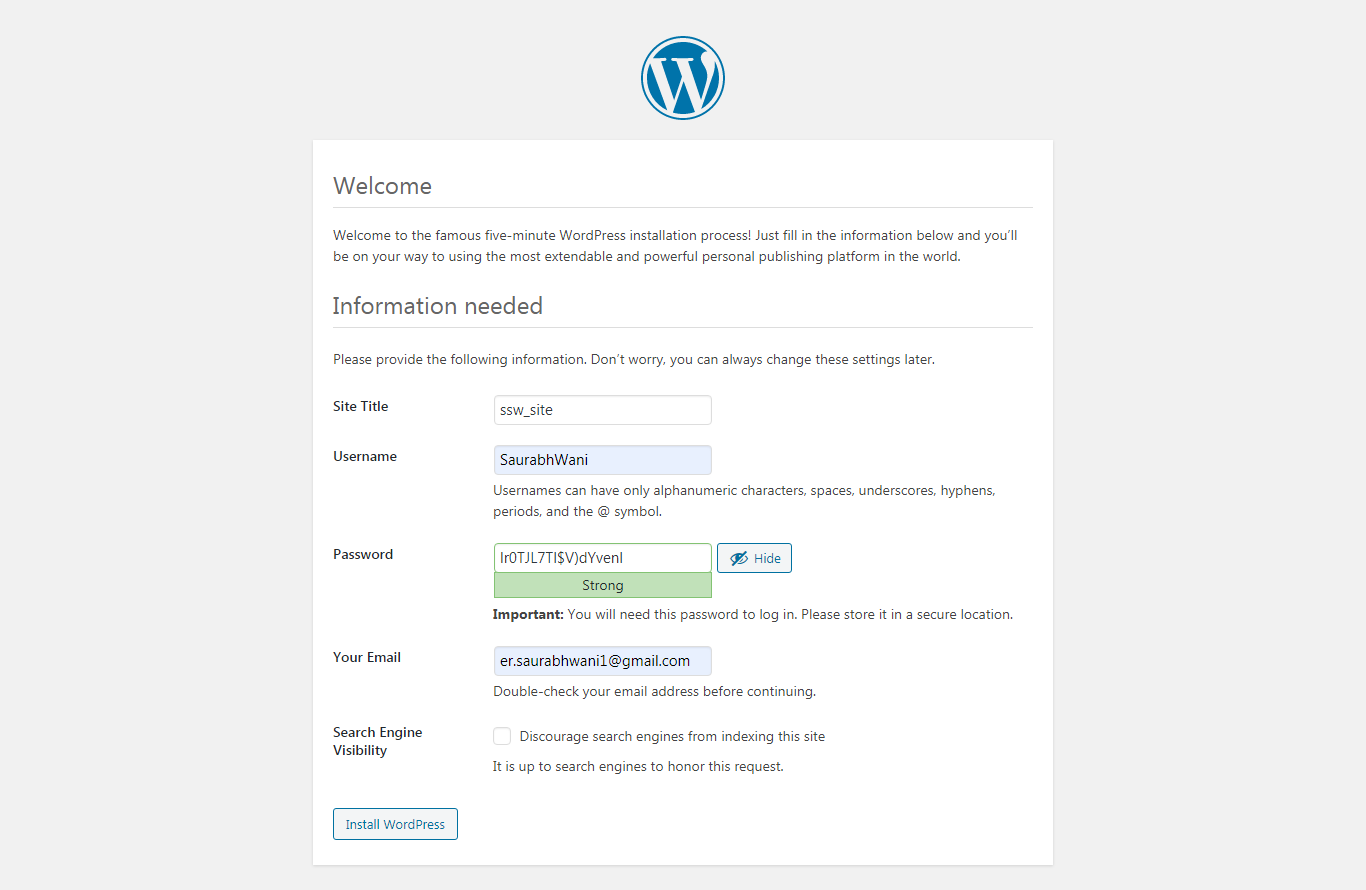 Welcome
Welcome to the famous five-minute WordPress installation process! Just fill in the information below and you’ll
be on your way to using the most extendable and powerful personal publishing platform in the world.
Information needed
Please provide the following information. Don’t worry, you can always change these settings later.
Site Title
ssw_site
Username
SaurabhWani
Usernames can have only alphanumeric characters, spaces, underscores, hyphens,
periods, and the @ symbol.
Password
Ir0TJL7TI$V)dYvenI
Hide
Strong
Important: You will need this password to log in. Please store it in a secure location.
Your Email
er.saurabhwani1@gmail.com
Double-check your email address before continuing.
Search Engine
Visibility
Discourage search engines from indexing this site
It is up to search engines to honor this request.
Install WordPress